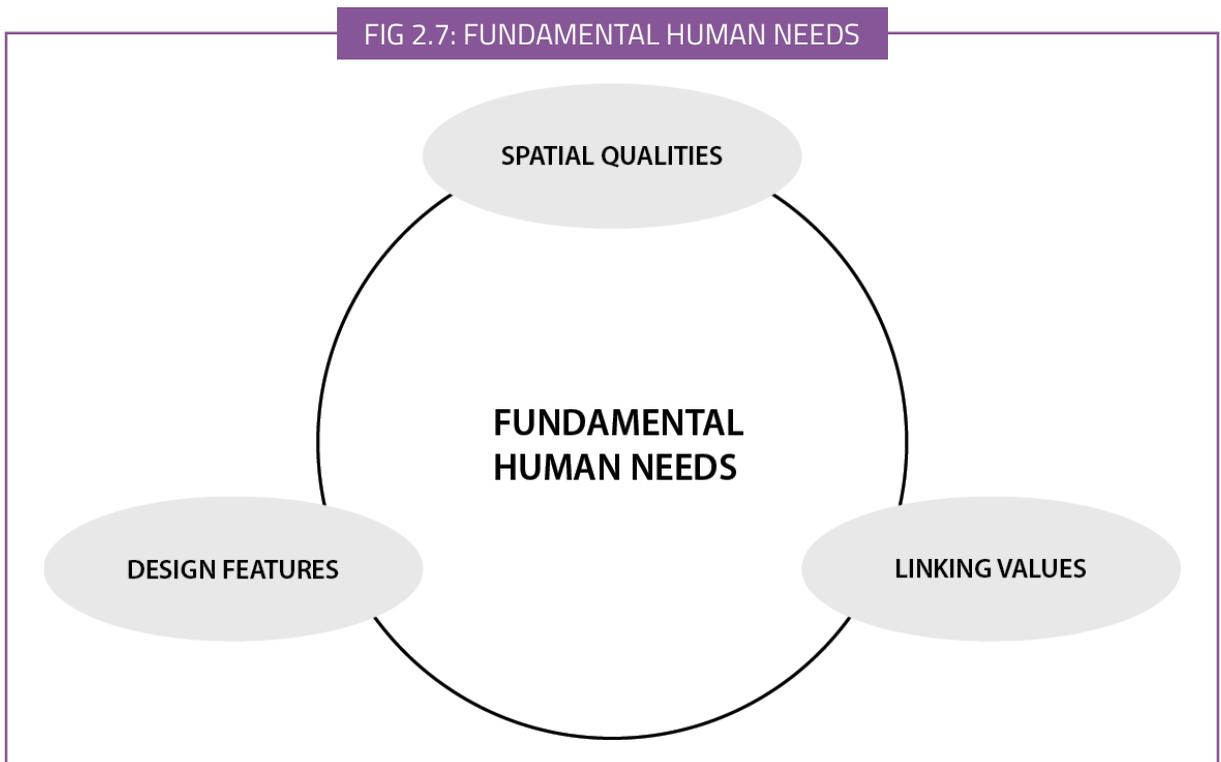 FIG 2.7: FUNDAMENTAL HUMAN NEEDS
SPATIAL QUALITIES
FUNDAMENTAL
HUMAN NEEDS
DESIGN FEATURES
LINKING VALUES